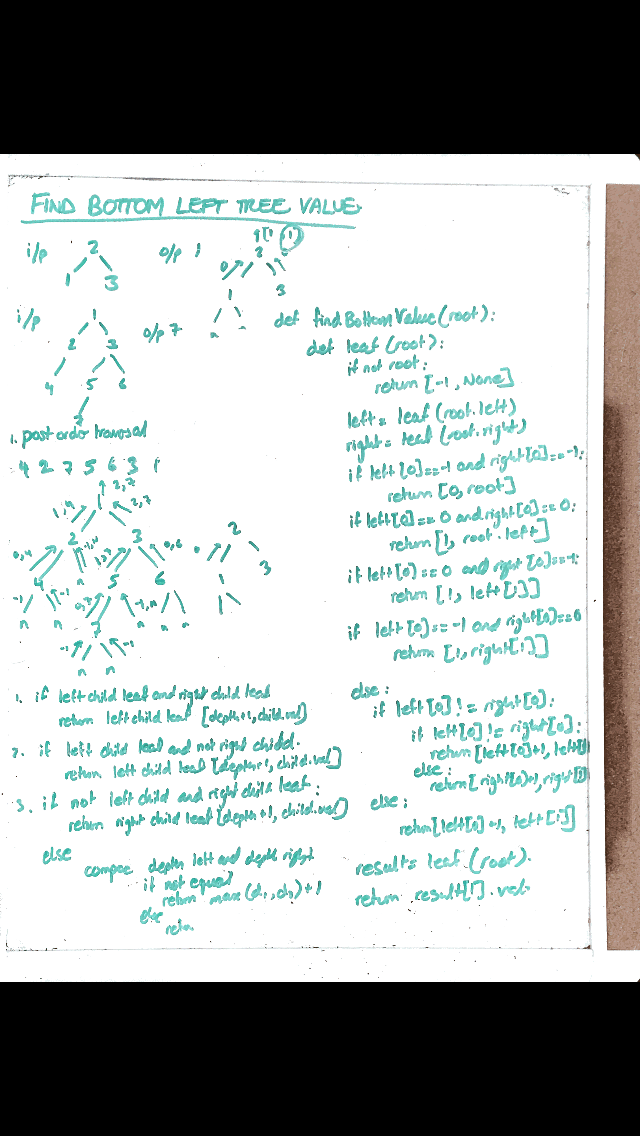 FIND BOTTOM LEFT TREE VALUE.
i/p
2
1 3
o/p 1
i/p
1
2 3
4 5 6
7
o/p 7
1. post order traversal
4 2 7 5 6 3 1
2,7
1,n 1 2,7
2 3
0,4 -1,n 1,7 0,6
4 n 5 6
-1 -1 0,7 -1,n
n n 7 n n n
-1 -1
n n
2
0
1 3
1
2
0
1 3
n n
1. if left child leaf and right child leaf
return left child leaf [depth+1, child.val)
2. if left child leaf and not right child.
return left child leaf [depth+1, child.val]
3. if not left child and right child leaf:
return right child leaf [depth+1, child.val)
else
compare depth left and depth right
if not equal
return max (d1, d2) + 1
else
def findBottomValue(root):
def leaf (root):
if not root:
return [-1, None]
left = leaf (root.left)
right = leaf (root.right)
if left[0]==-1 and right[0]==-1:
return [0, root]
if left[0]==0 and right[0]==0:
return [1, root.left]
if left[0]==0 and right[0]==-1:
return [1, left[1]]
if left[0]==-1 and right[0]==0
return [1, right[1]]
else:
if left[0] != right[0]:
if left[0] != right[0]:
return [left[0]+1, left[1]
else:
return [right[0]+1, right[1]
else:
return [left[0]+1, left[1]]
result = leaf (root).
return result[1].val